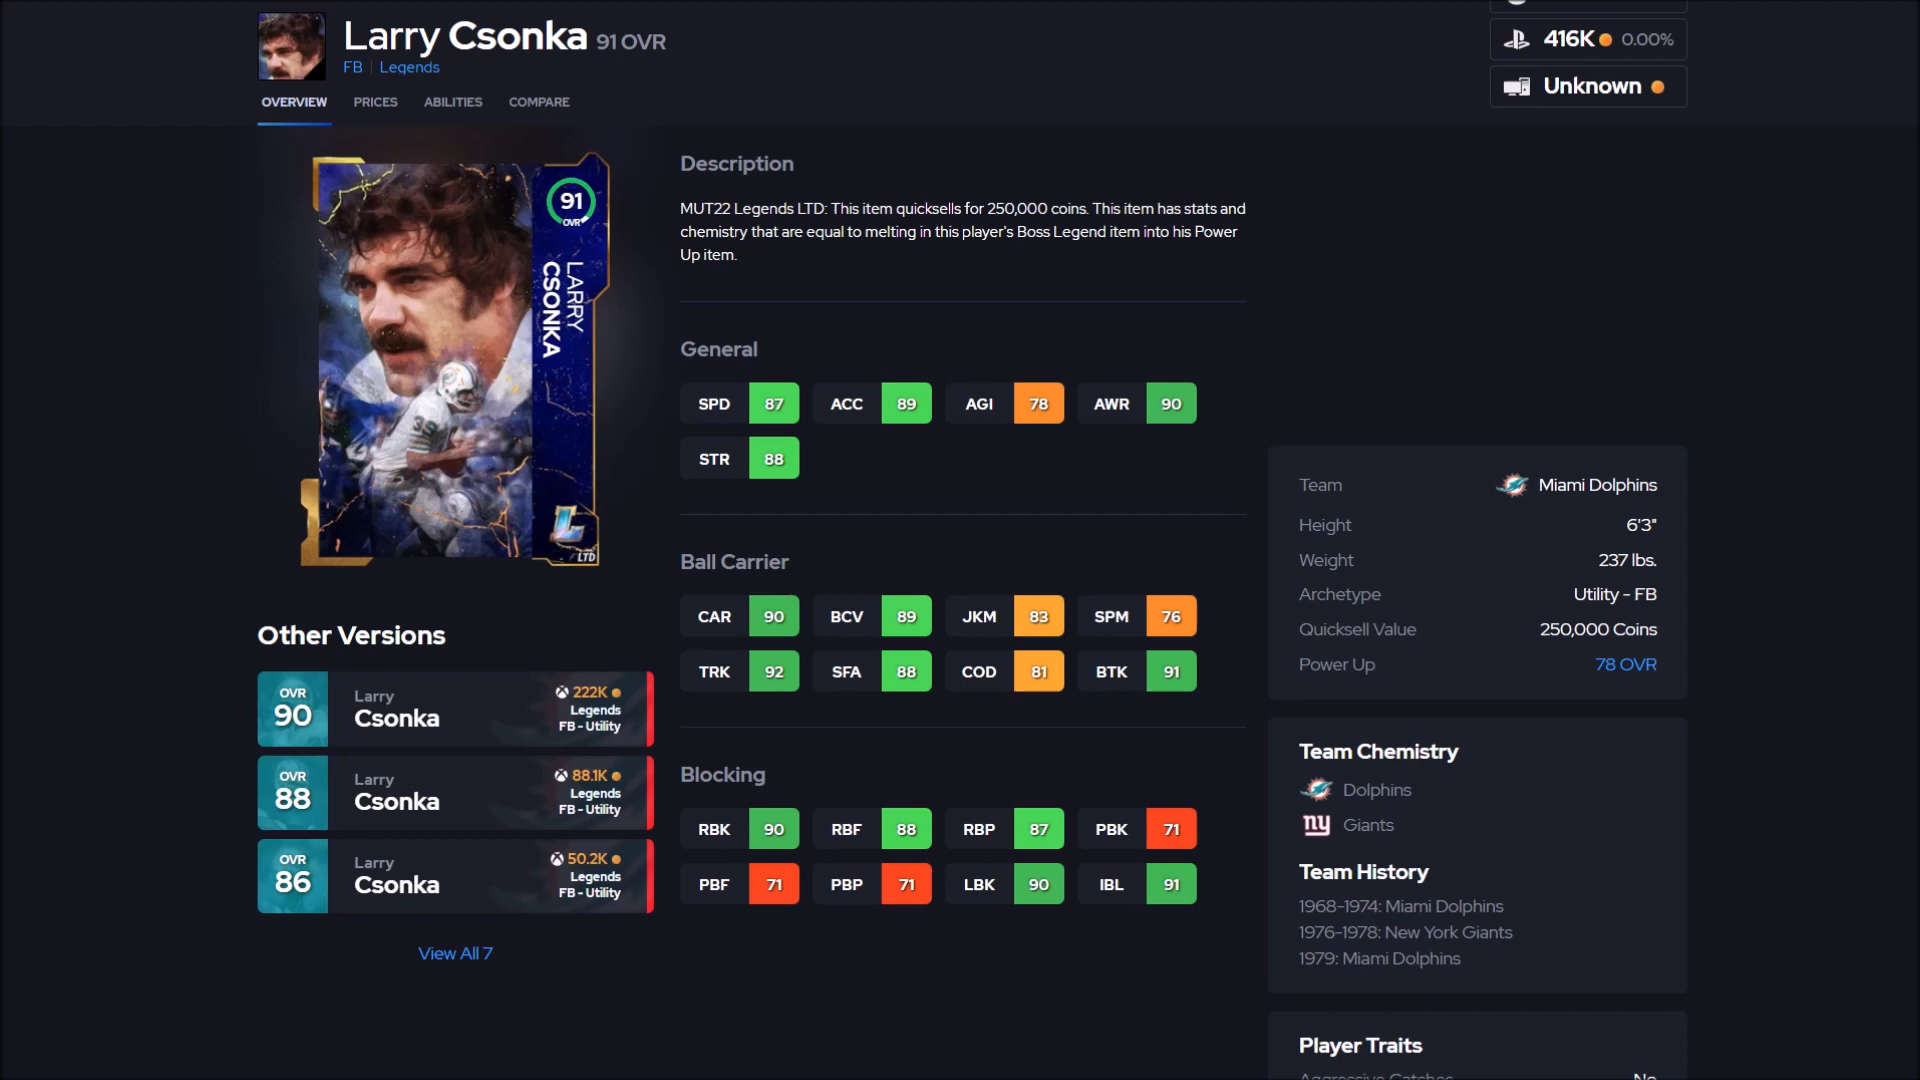 Larry Csonka 91 OVR
FB | Legends
416K 0.00%
Unknown
OVERVIEW PRICES ABILITIES COMPARE
91
OVR
LARRY
CSONKA
39
L
LTD
Description
MUT22 Legends LTD: This item quicksells for 250,000 coins. This item has stats and
chemistry that are equal to melting in this player's Boss Legend item into his Power
Up item.
General
SPD 87 ACC 89 AGI 78 AWR 90
STR 88
Ball Carrier
CAR 90 BCV 89 JKM 83 SPM 76
TRK 92 SFA 88 COD 81 BTK 91
Blocking
RBK 90 RBF 88 RBP 87 PBK 71
PBF 71 PBP 71 LBK 90 IBL 91
Other Versions
OVR 90 Larry Csonka 222K Legends FB - Utility
OVR 88 Larry Csonka 88.1K Legends FB - Utility
OVR 86 Larry Csonka 50.2K Legends FB - Utility
View All 7
Team Miami Dolphins
Height 6'3"
Weight 237 lbs.
Archetype Utility - FB
Quicksell Value 250,000 Coins
Power Up 78 OVR
Team Chemistry
Dolphins
ny Giants
Team History
1968-1974: Miami Dolphins
1976-1978: New York Giants
1979: Miami Dolphins
Player Traits
Aggressive Catches No